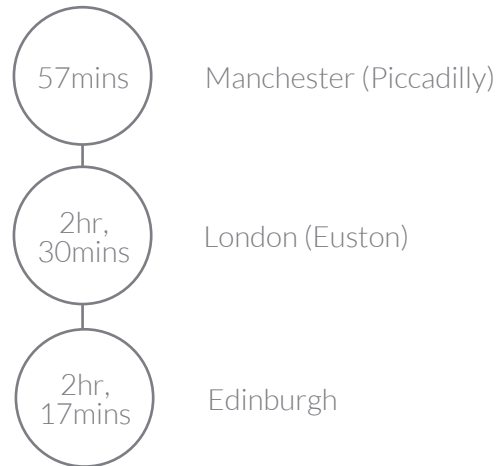 57mins
Manchester (Piccadilly)
2hr,
30mins
London (Euston)
2hr,
17mins
Edinburgh